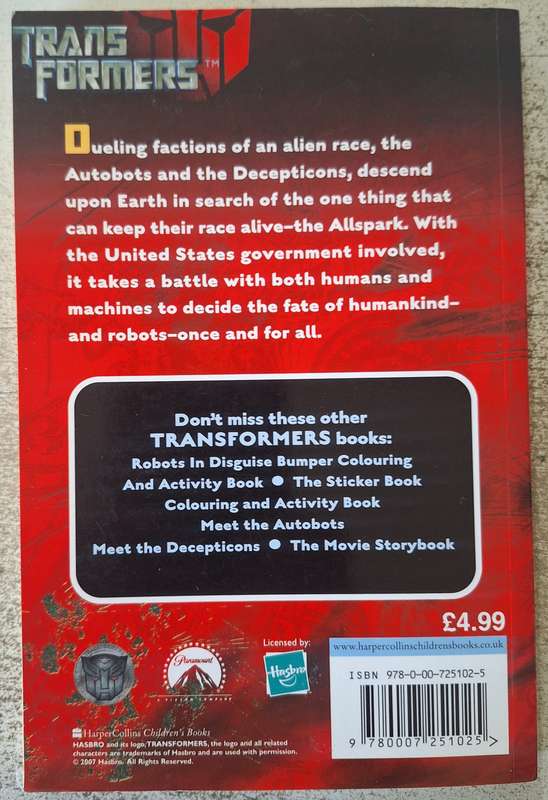 TRANSFORMERS™
Dueling factions of an alien race, the
Autobots and the Decepticons, descend
upon Earth in search of the one thing that
can keep their race alive–the Allspark. With
the United States government involved,
it takes a battle with both humans and
machines to decide the fate of humankind–
and robots–once and for all.
Don't miss these other
TRANSFORMERS books:
Robots In Disguise Bumper Colouring
And Activity Book ● The Sticker Book
Colouring and Activity Book
Meet the Autobots
Meet the Decepticons ● The Movie Storybook
£4.99
www.harpercollinschildrensbooks.co.uk
ISBN 978-0-00-725102-5
9 780007 251025 >
Licensed by:
Hasbro
Paramount
A VIACOM COMPANY
HarperCollins Children's Books
HASBRO and its logo, TRANSFORMERS, the logo and all related
characters are trademarks of Hasbro and are used with permission.
© 2007 Hasbro. All Rights Reserved.